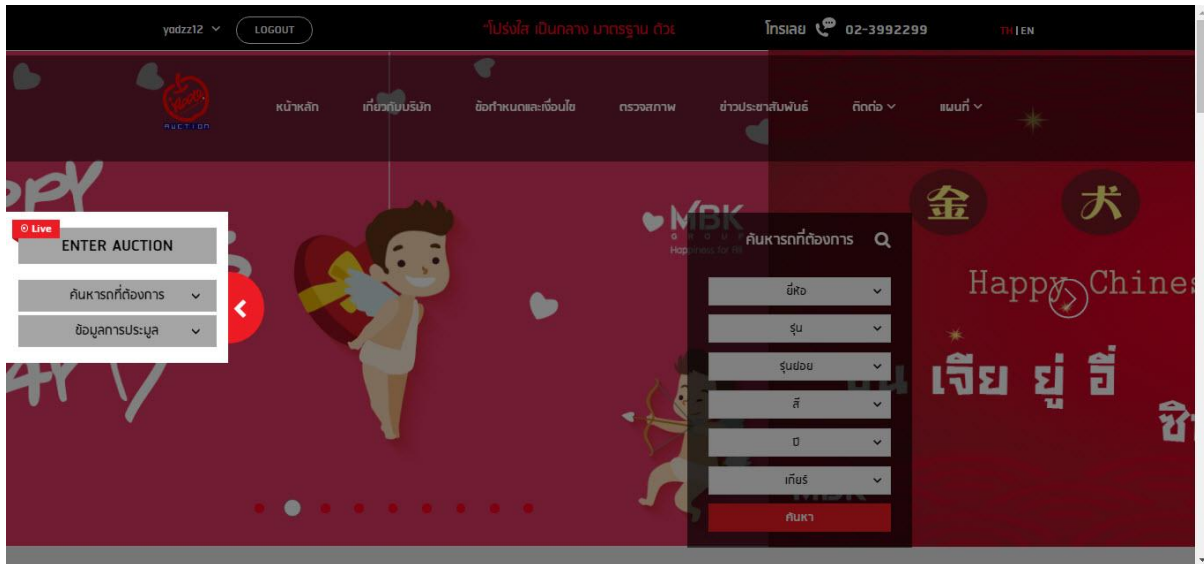 yodzz12
LOGOUT
"โปร่งใส เป็นกลาง มาตรฐาน ด้วย
โทรเลย 02-3992299
TH | EN
APPLE
AUCTION
หน้าหลัก
เกี่ยวกับบริษัท
ข้อกำหนดและเงื่อนไข
ตรวจสภาพ
ข่าวประชาสัมพันธ์
ติดต่อ
แผนที่
APPY
金 犬
Live
ENTER AUCTION
ค้นหารถที่ต้องการ
ข้อมูลการประมูล
MBK
GROUP
Happiness for All
ค้นหารถที่ต้องการ
ยี่ห้อ
รุ่น
รุ่นย่อย
สี
ปี
เกียร์
ค้นหา
Happy Chines
เจีย ยู่ อี่
ซิ